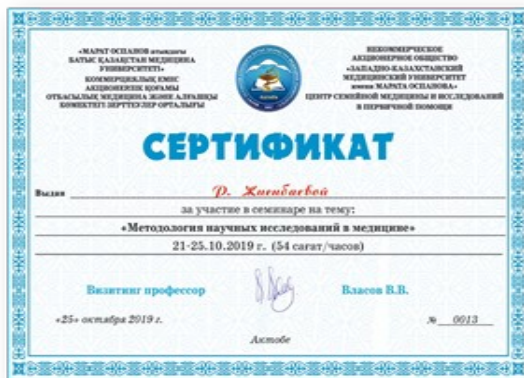 «МАРАТ ОСПАНОВ атындағы
БАТЫС ҚАЗАҚСТАН МЕДИЦИНА
УНИВЕРСИТЕТІ»
КОММЕРЦИЯЛЫҚ ЕМЕС
АКЦИОНЕРЛІК ҚОҒАМЫ
ОТБАСЫЛЫҚ МЕДИЦИНА ЖӘНЕ АЛҒАШҚЫ
КӨМЕКТЕГІ ЗЕРТТЕУЛЕР ОРТАЛЫҒЫ
НЕКОММЕРЧЕСКОЕ
АКЦИОНЕРНОЕ ОБЩЕСТВО
«ЗАПАДНО-КАЗАХСТАНСКИЙ
МЕДИЦИНСКИЙ УНИВЕРСИТЕТ
имени МАРАТА ОСПАНОВА»
ЦЕНТР СЕМЕЙНОЙ МЕДИЦИНЫ И ИССЛЕДОВАНИЙ
В ПЕРВИЧНОЙ ПОМОЩИ
СЕРТИФИКАТ
Выдан Р. Жигибаевой
за участие в семинаре на тему:
«Методология научных исследований в медицине»
21-25.10.2019 г. (54 сағат/часов)
Визитинг профессор Власов В.В.
«25» октября 2019 г. № 0013
Актобе